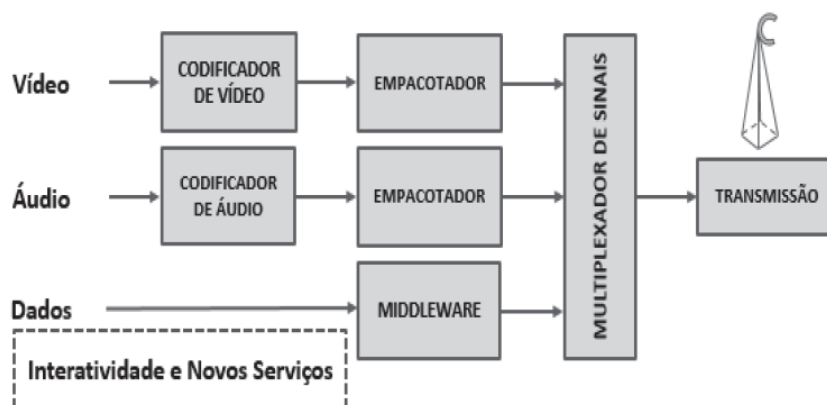 Vídeo
CODIFICADOR
DE VÍDEO
EMPACOTADOR
MULTIPLEXADOR DE SINAIS
TRANSMISSÃO
Áudio
CODIFICADOR
DE ÁUDIO
EMPACOTADOR
Dados
MIDDLEWARE
Interatividade e Novos Serviços